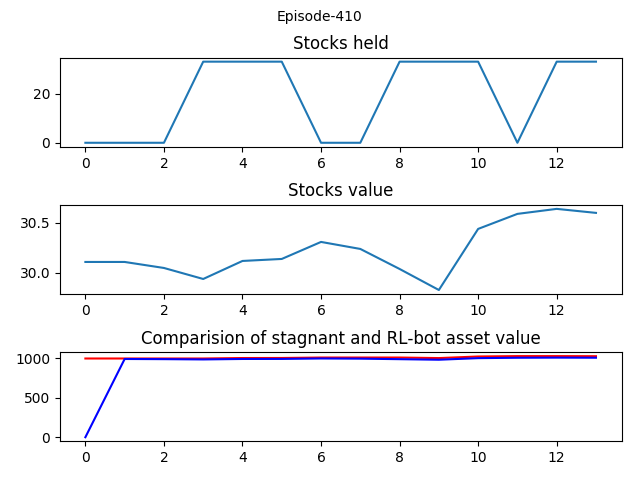 Episode-410
Stocks held
20
0
0 2 4 6 8 10 12
Stocks value
30.5
30.0
0 2 4 6 8 10 12
Comparision of stagnant and RL-bot asset value
1000
500
0
0 2 4 6 8 10 12